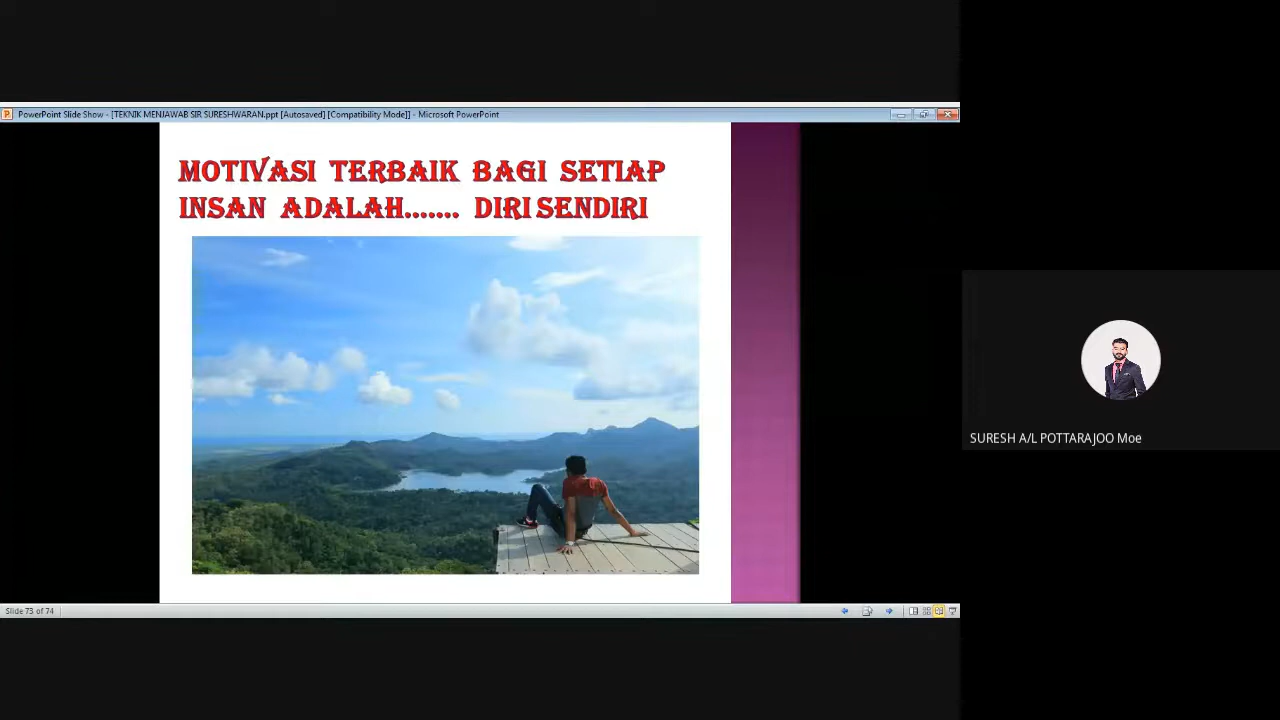 PowerPoint Slide Show - [TEKNIK MENJAWAB SIR SURESHWARAN.ppt [Autosaved] [Compatibility Mode]] - Microsoft PowerPoint
MOTIVASI TERBAIK BAGI SETIAP
INSAN ADALAH....... DIRI SENDIRI
SURESH A/L POTTARAJOO Moe
Slide 73 of 74